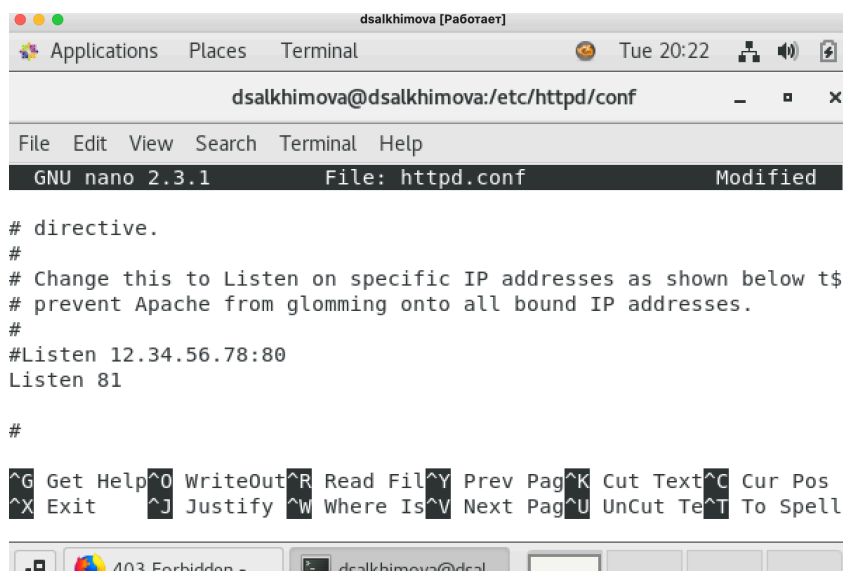 dsalkhimova [Работает]
Applications Places Terminal Tue 20:22
dsalkhimova@dsalkhimova:/etc/httpd/conf
File Edit View Search Terminal Help
GNU nano 2.3.1 File: httpd.conf Modified
# directive.
#
# Change this to Listen on specific IP addresses as shown below t$
# prevent Apache from glomming onto all bound IP addresses.
#
#Listen 12.34.56.78:80
Listen 81
#
^G Get Help^O WriteOut^R Read Fil^Y Prev Pag^K Cut Text^C Cur Pos
^X Exit ^J Justify ^W Where Is^V Next Pag^U UnCut Te^T To Spell
403 Forbidden - dsalkhimova@dsal